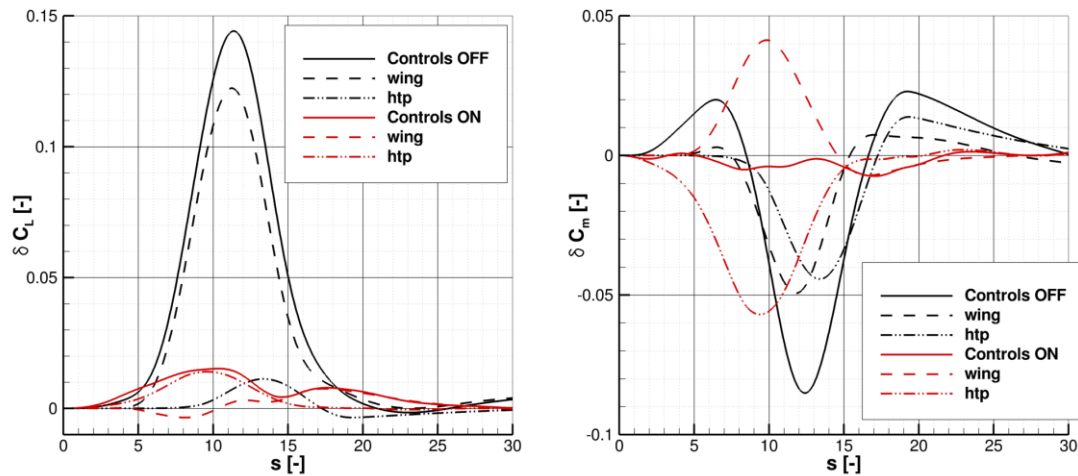 0.15
0.1
0.05
0
δ C_L [-]
0 5 10 15 20 25 30
s [-]
Controls OFF
wing
htp
Controls ON
wing
htp
0.05
0
-0.05
-0.1
δ C_m [-]
0 5 10 15 20 25 30
s [-]
Controls OFF
wing
htp
Controls ON
wing
htp